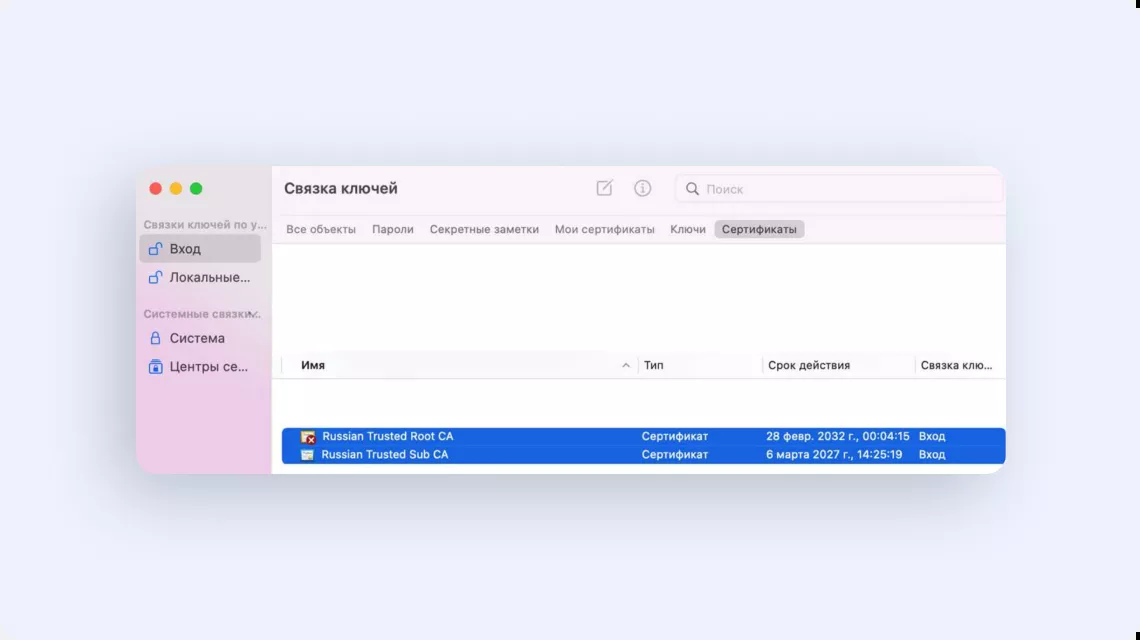 Связка ключей
Поиск
Связки ключей по у...
Вход
Локальные...
Системные связки...
Система
Центры се...
Все объекты Пароли Секретные заметки Мои сертификаты Ключи Сертификаты
Имя Тип Срок действия Связка клю...
Russian Trusted Root CA Сертификат 28 февр. 2032 г., 00:04:15 Вход
Russian Trusted Sub CA Сертификат 6 марта 2027 г., 14:25:19 Вход